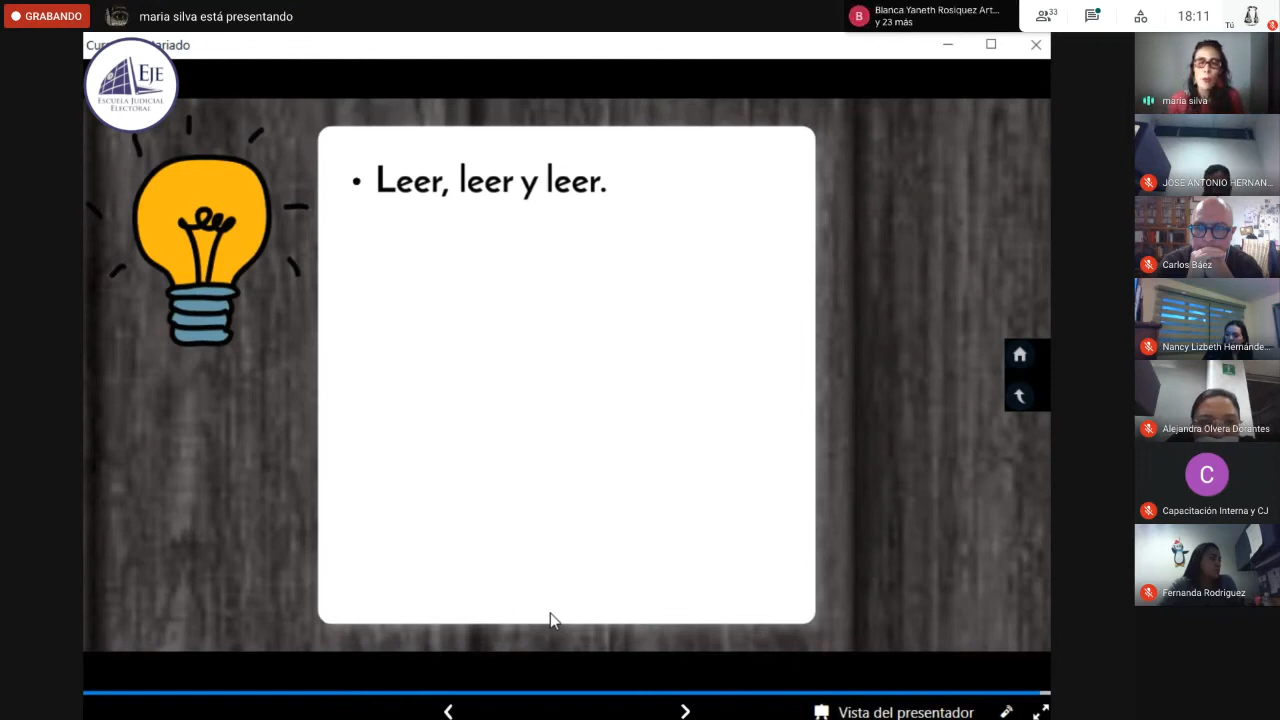 GRABANDO
maria silva está presentando
B
Blanca Yaneth Rosiquez Art...
y 23 más
33
18:11
Tú
EJE
ESCUELA JUDICIAL
ELECTORAL
• Leer, leer y leer.
maria silva
JOSE ANTONIO HERNAN...
Carlos Báez
Nancy Lizbeth Hernánde...
Alejandra Olvera Dorantes
C
Capacitación Interna y CJ
Fernanda Rodriguez
Vista del presentador